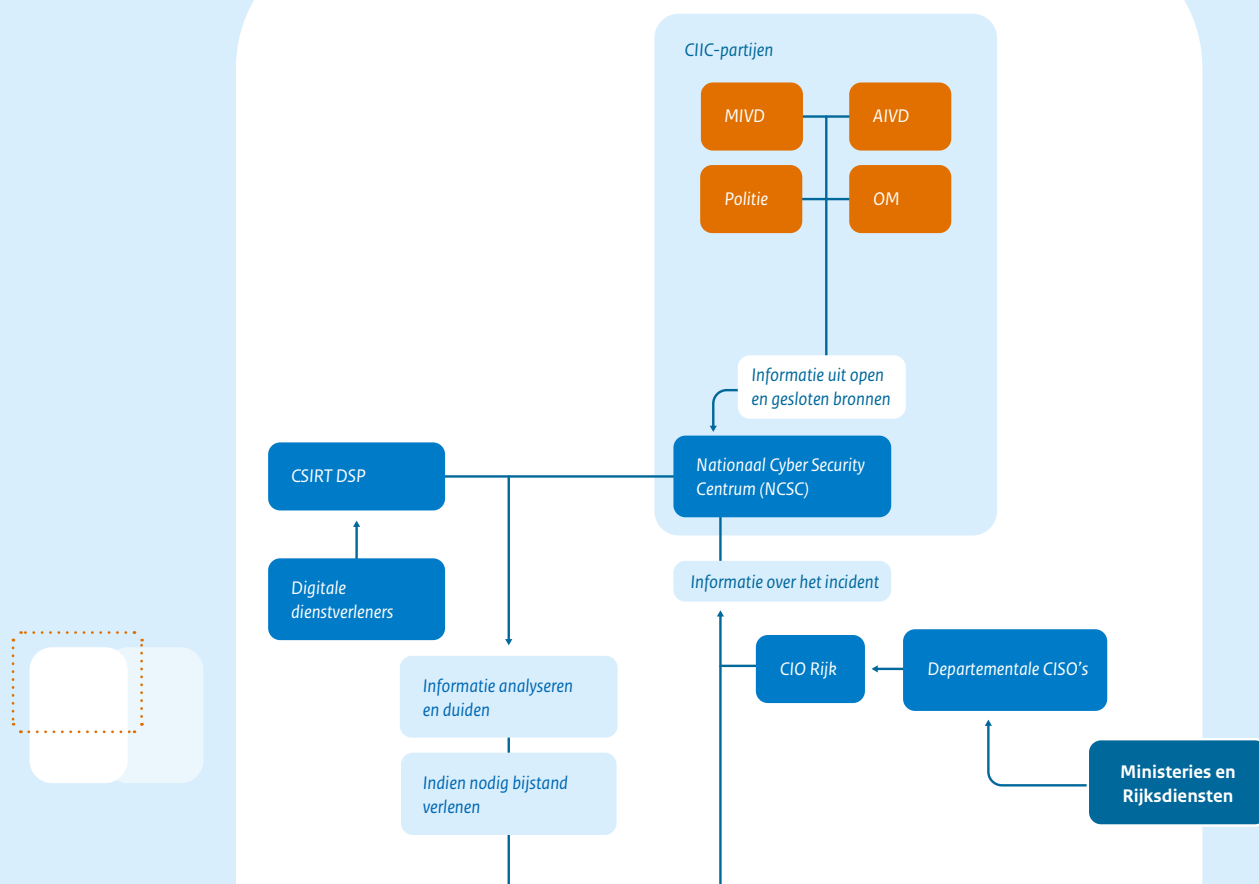 CIIC-partijen
MIVD
AIVD
Politie
OM
Informatie uit open
en gesloten bronnen
CSIRT DSP
Nationaal Cyber Security
Centrum (NCSC)
Digitale
dienstverleners
Informatie over het incident
CIO Rijk
Departementale CISO's
Informatie analyseren
en duiden
Ministeries en
Rijksdiensten
Indien nodig bijstand
verlenen